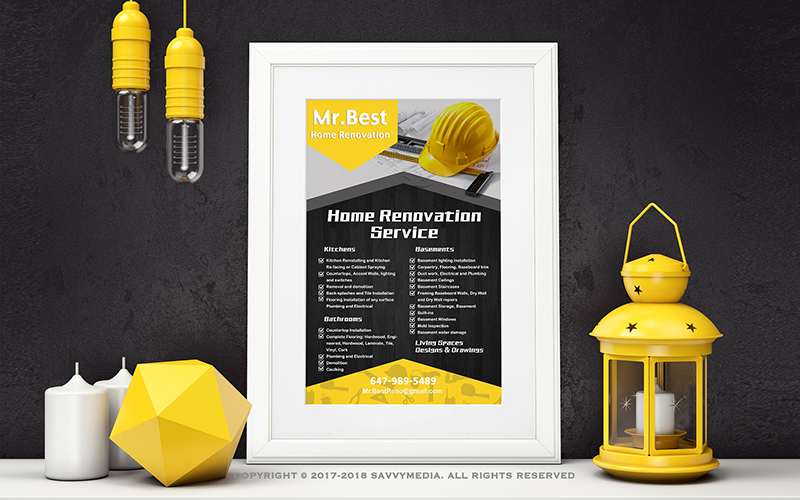 Mr.Best
Home Renovation
Home Renovation
Service
Kitchens
Kitchen Reinstalling and Kitchen
Re-facing or Cabinet Spraying
Countertops, Accent Walls, lighting
and switches
Removal and demolition
Back-splashes and Tile Installation
Flooring Installation of any surface
Plumbing and Electrical
Bathrooms
Countertop Installation
Complete Flooring: Hardwood, Engi-
neered, Hardwood, Laminate, Tile,
Vinyl, Cork
Plumbing and Electrical
Demolition
Caulking
Basements
Basement lighting installation
Carpentry, Flooring, Baseboard trim
Duct work, Electrical and Plumbing
Basement Ceilings
Basement Staircases
Framing Basement Walls, Dry Wall
and Dry Wall repairs
Basement Storage, Basement
Built-ins
Basement Windows
Mold Inspection
Basement water damage
Living Spaces
Designs & Drawings
647-989-5489
Mr.BestReno@gmail.com
COPYRIGHT © 2017-2018 SAVVYMEDIA. ALL RIGHTS RESERVED